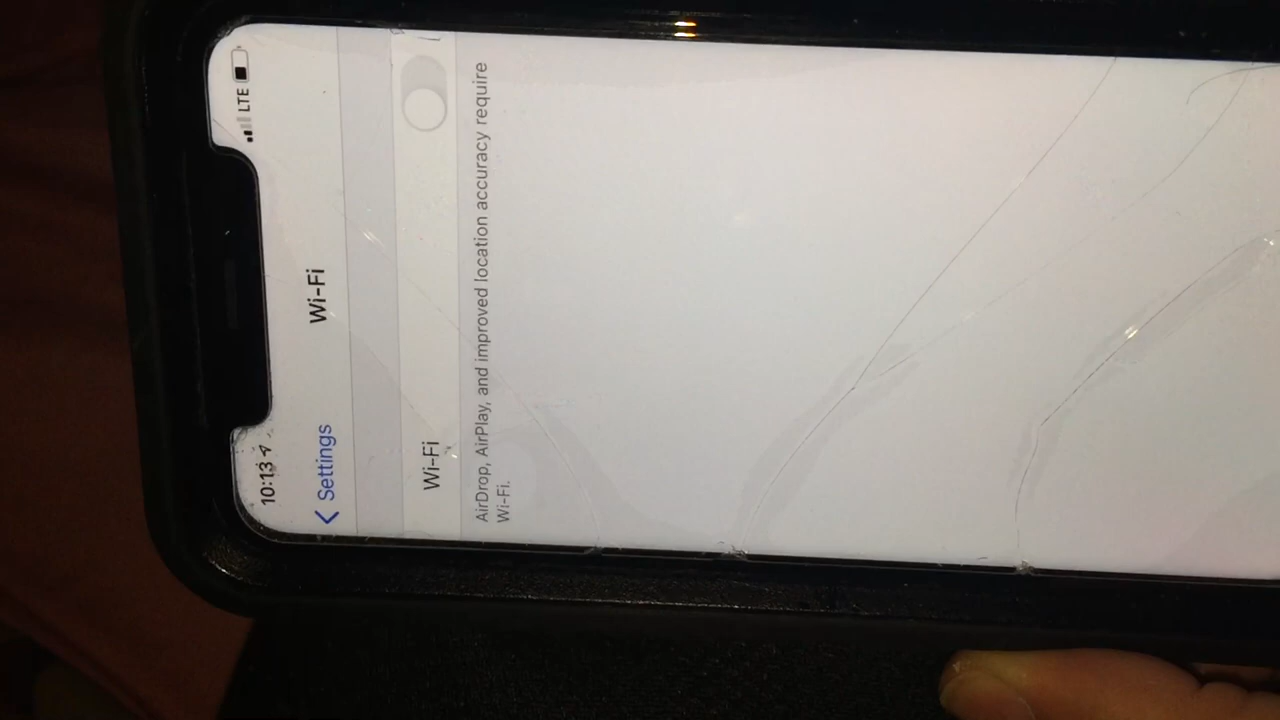 10:13 LTE
Settings Wi-Fi
Wi-Fi
AirDrop, AirPlay, and improved location accuracy require
Wi-Fi.